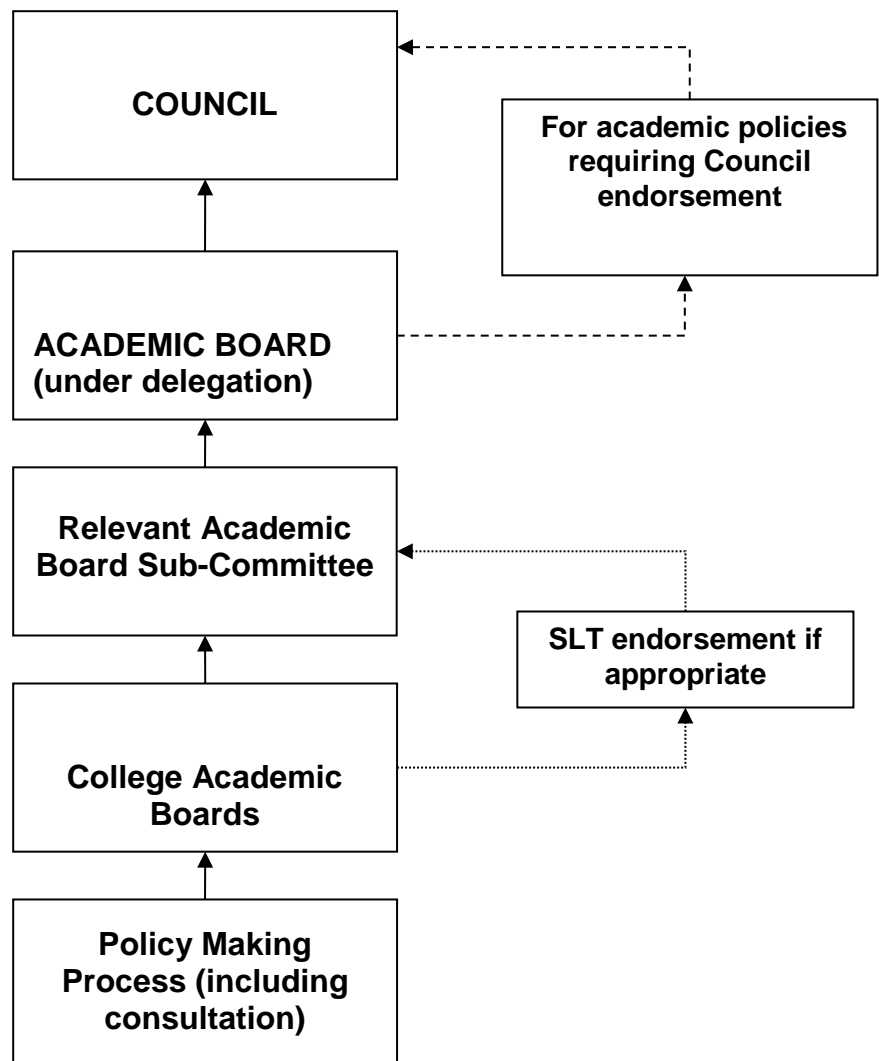 COUNCIL
For academic policies
requiring Council
endorsement
ACADEMIC BOARD
(under delegation)
Relevant Academic
Board Sub-Committee
SLT endorsement if
appropriate
College Academic
Boards
Policy Making
Process (including
consultation)